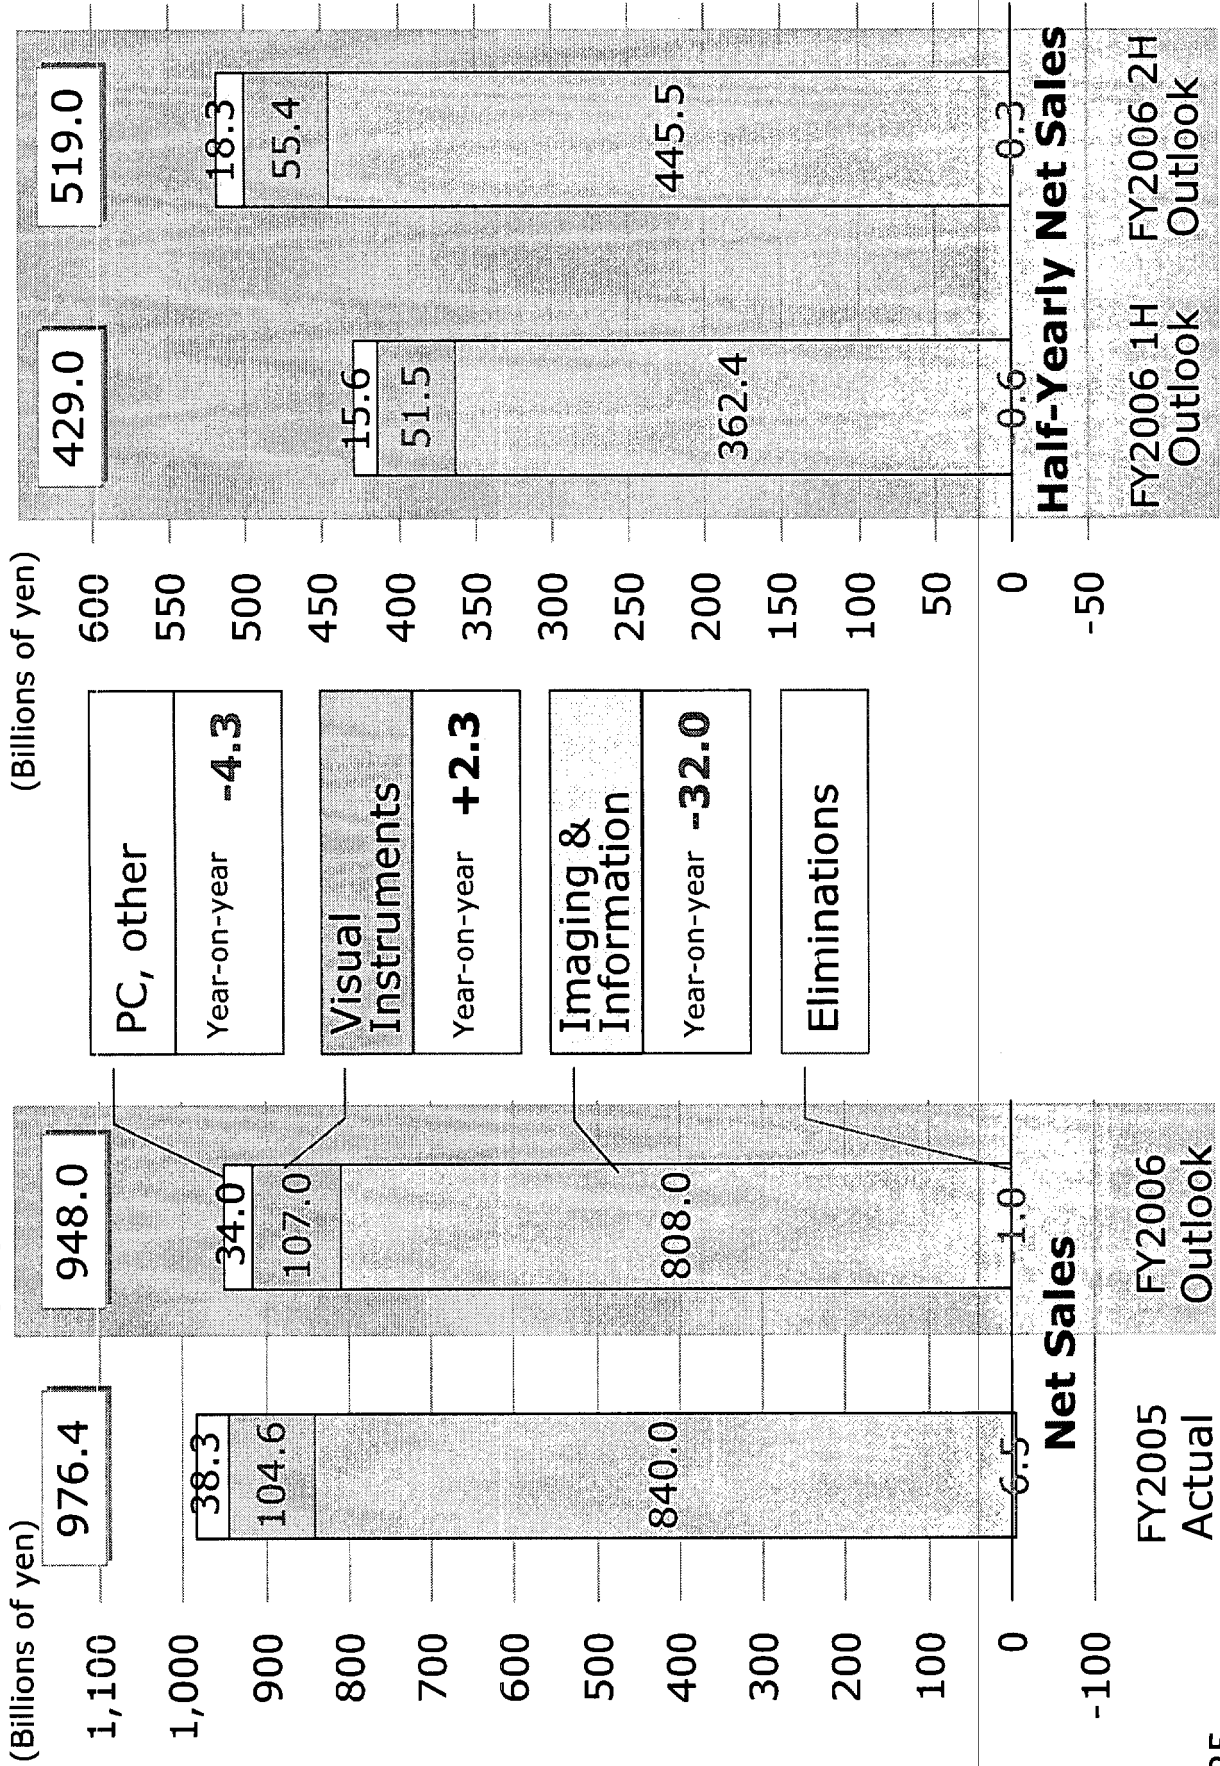 (Billions of yen)
1,100
1,000
900
800
700
600
500
400
300
200
100
0
-100
976.4
38.3
104.6
840.0
6.5
FY2005
Actual
948.0
34.0
107.0
808.0
1.0
FY2006
Outlook
Net Sales
PC, other
Year-on-year -4.3
Visual
Instruments
Year-on-year +2.3
Imaging &
Information
Year-on-year -32.0
Eliminations
(Billions of yen)
600
550
500
450
400
350
300
250
200
150
100
50
0
-50
429.0
15.6
51.5
362.4
-0.6
FY2006 1H
Outlook
519.0
18.3
55.4
445.5
-0.3
FY2006 2H
Outlook
Half-Yearly Net Sales